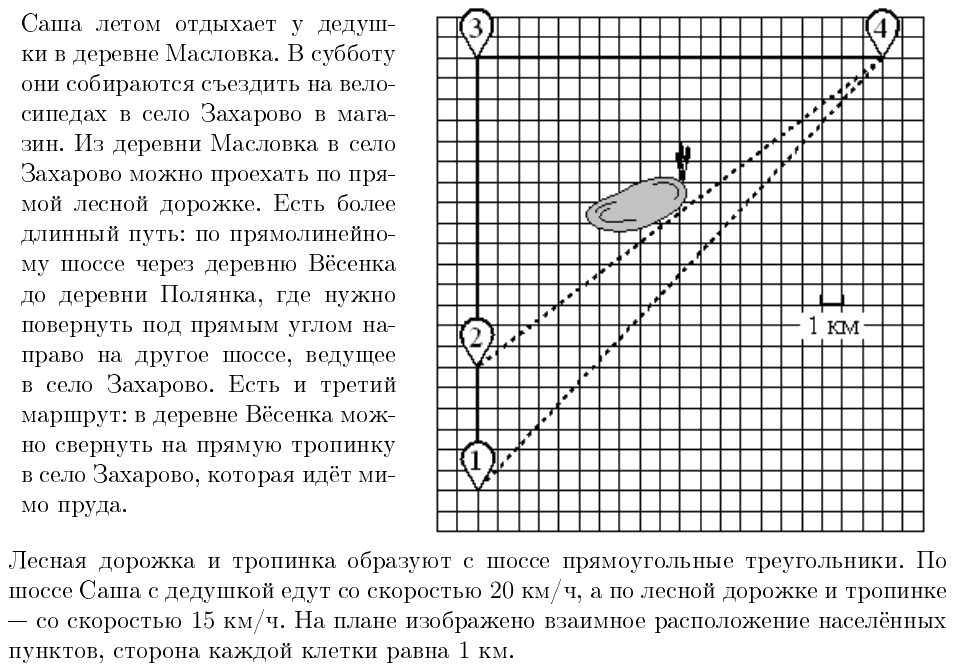 Саша летом отдыхает у дедуш-
ки в деревне Масловка. В субботу
они собираются съездить на вело-
сипедах в село Захарово в мага-
зин. Из деревни Масловка в село
Захарово можно проехать по пря-
мой лесной дорожке. Есть более
длинный путь: по прямолинейно-
му шоссе через деревню Вёсенка
до деревни Полянка, где нужно
повернуть под прямым углом на-
право на другое шоссе, ведущее
в село Захарово. Есть и третий
маршрут: в деревне Вёсенка мож-
но свернуть на прямую тропинку
в село Захарово, которая идёт ми-
мо пруда.
3
4
2
1 км
1
Лесная дорожка и тропинка образуют с шоссе прямоугольные треугольники. По
шоссе Саша с дедушкой едут со скоростью 20 км/ч, а по лесной дорожке и тропинке
— со скоростью 15 км/ч. На плане изображено взаимное расположение населённых
пунктов, сторона каждой клетки равна 1 км.